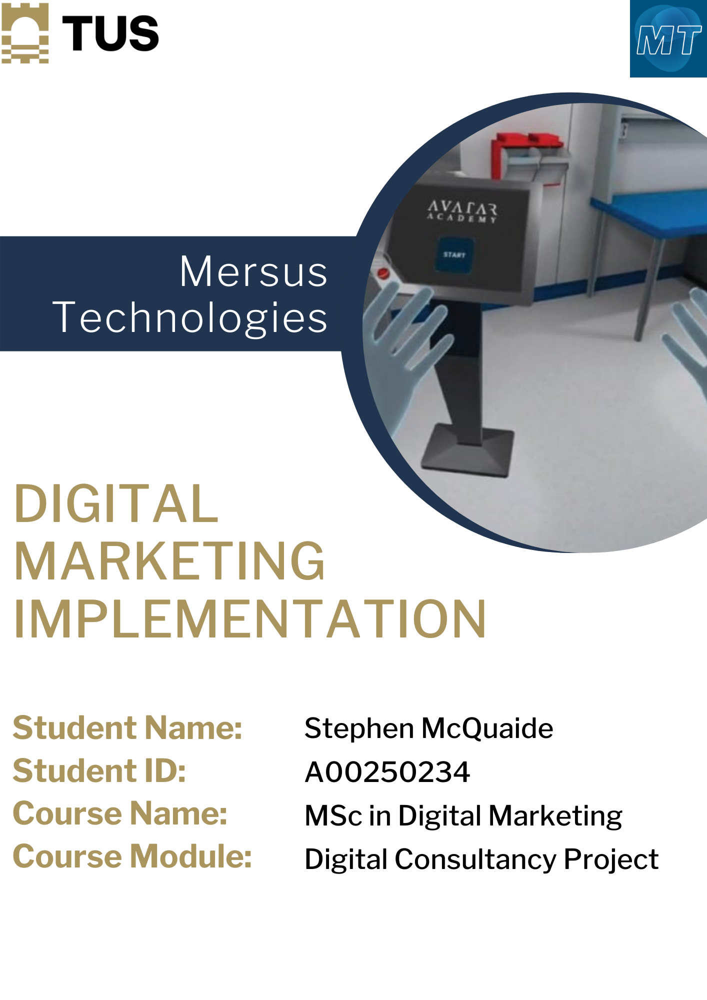 TUS
MT
AVATAR
ACADEMY
START
Mersus
Technologies
DIGITAL
MARKETING
IMPLEMENTATION
Student Name: Stephen McQuaide
Student ID: A00250234
Course Name: MSc in Digital Marketing
Course Module: Digital Consultancy Project